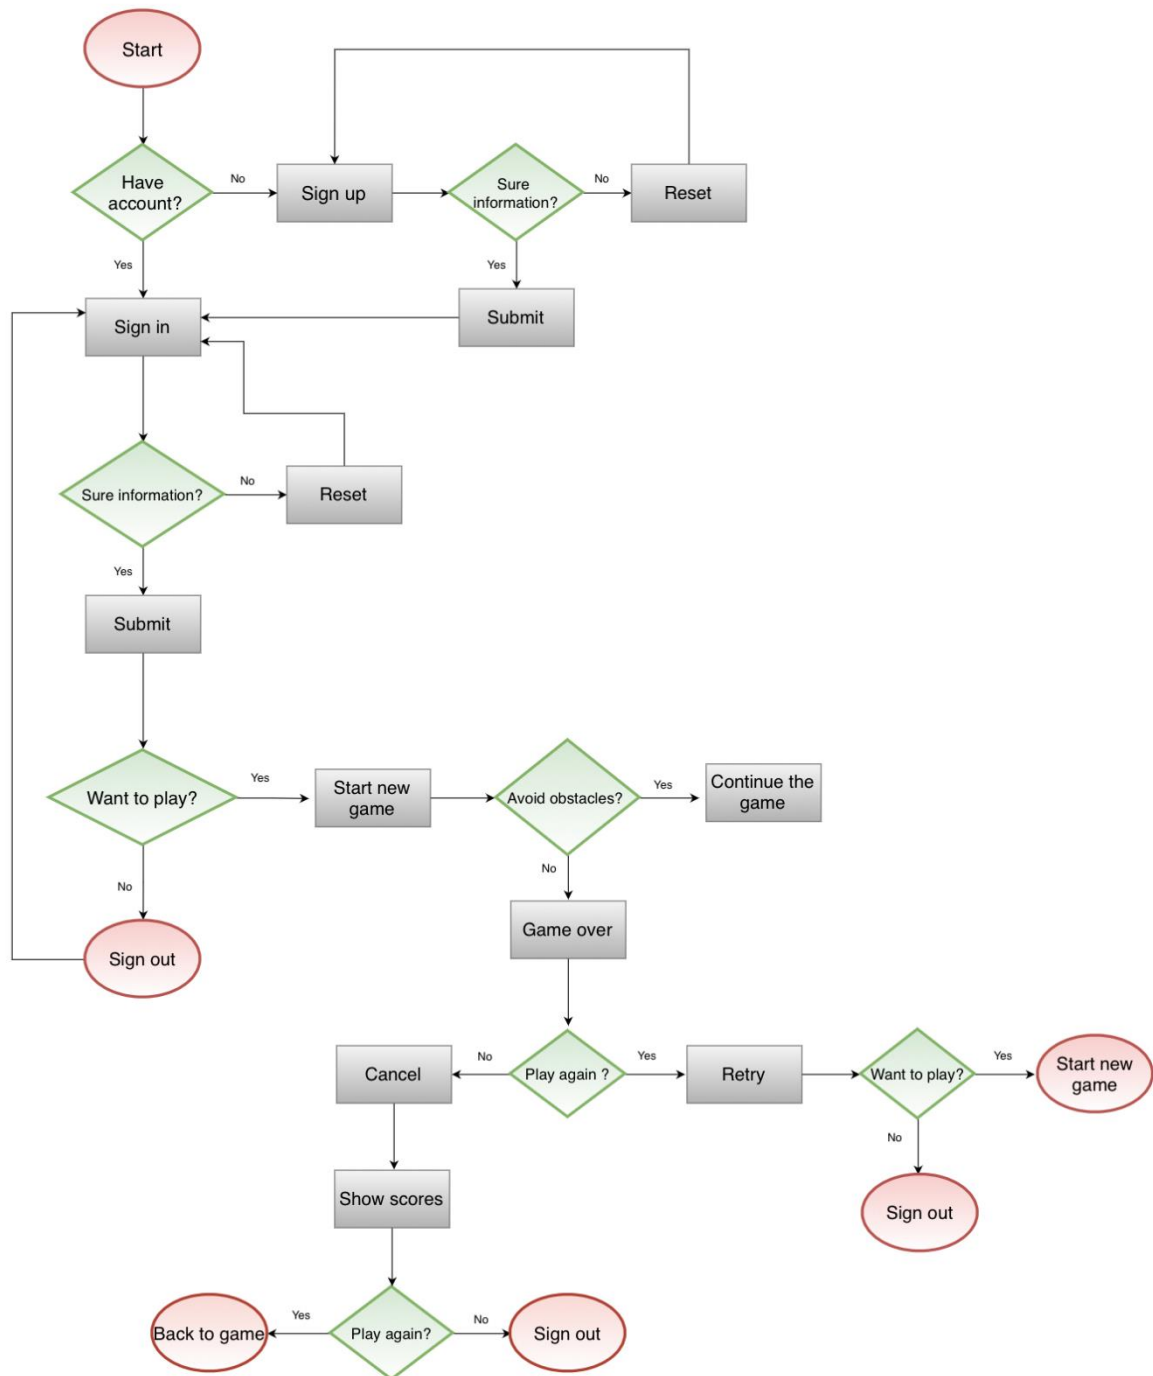 Start
Have
account?
No
Sign up
Sure
information?
No
Reset
Yes
Yes
Sign in
Submit
Sure information?
No
Reset
Yes
Submit
Want to play?
Yes
Start new
game
Avoid obstacles?
Yes
Continue the
game
No
No
Game over
Sign out
Cancel
No
Play again ?
Yes
Retry
Want to play?
Yes
Start new
game
No
Show scores
Sign out
Back to game
Yes
Play again?
No
Sign out